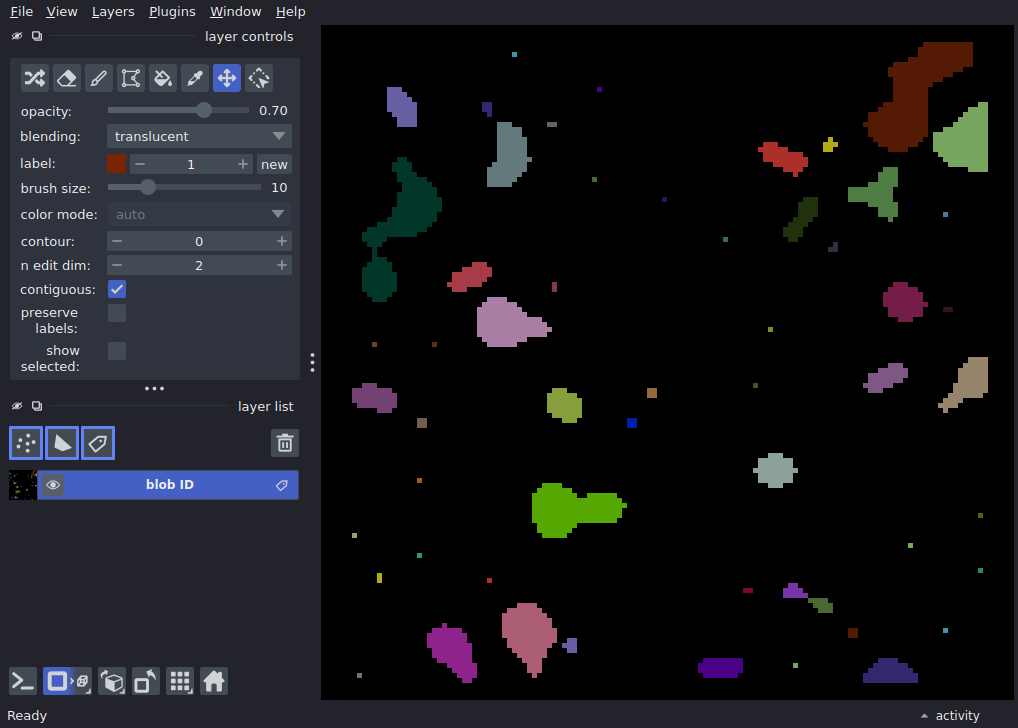 File View Layers Plugins Window Help
layer controls
opacity: 0.70
blending: translucent
label: 1 new
brush size: 10
color mode: auto
contour: 0
n edit dim: 2
contiguous:
preserve
labels:
show
selected:
layer list
blob ID
Ready
activity